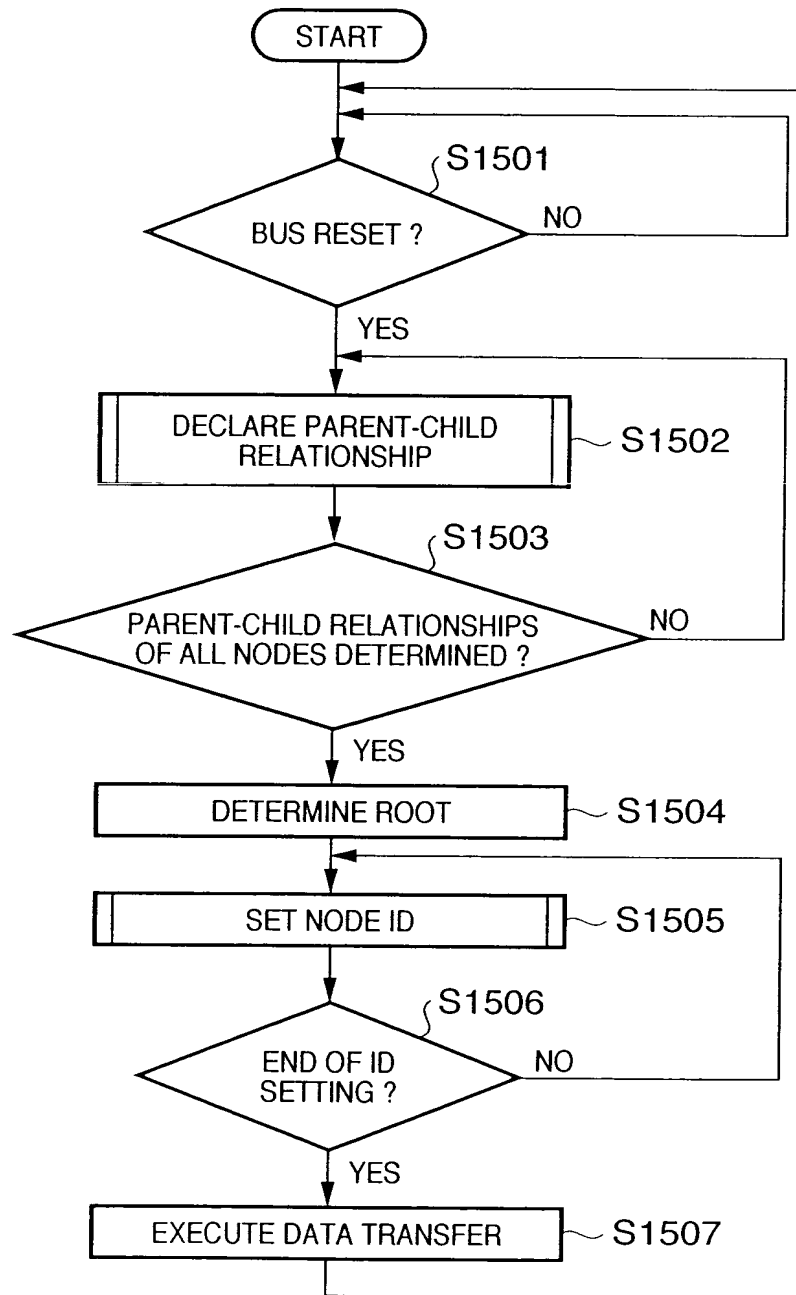 START
S1501
BUS RESET ?
NO
YES
DECLARE PARENT-CHILD
RELATIONSHIP
S1502
S1503
PARENT-CHILD RELATIONSHIPS
OF ALL NODES DETERMINED ?
NO
YES
DETERMINE ROOT
S1504
SET NODE ID
S1505
S1506
END OF ID
SETTING ?
NO
YES
EXECUTE DATA TRANSFER
S1507